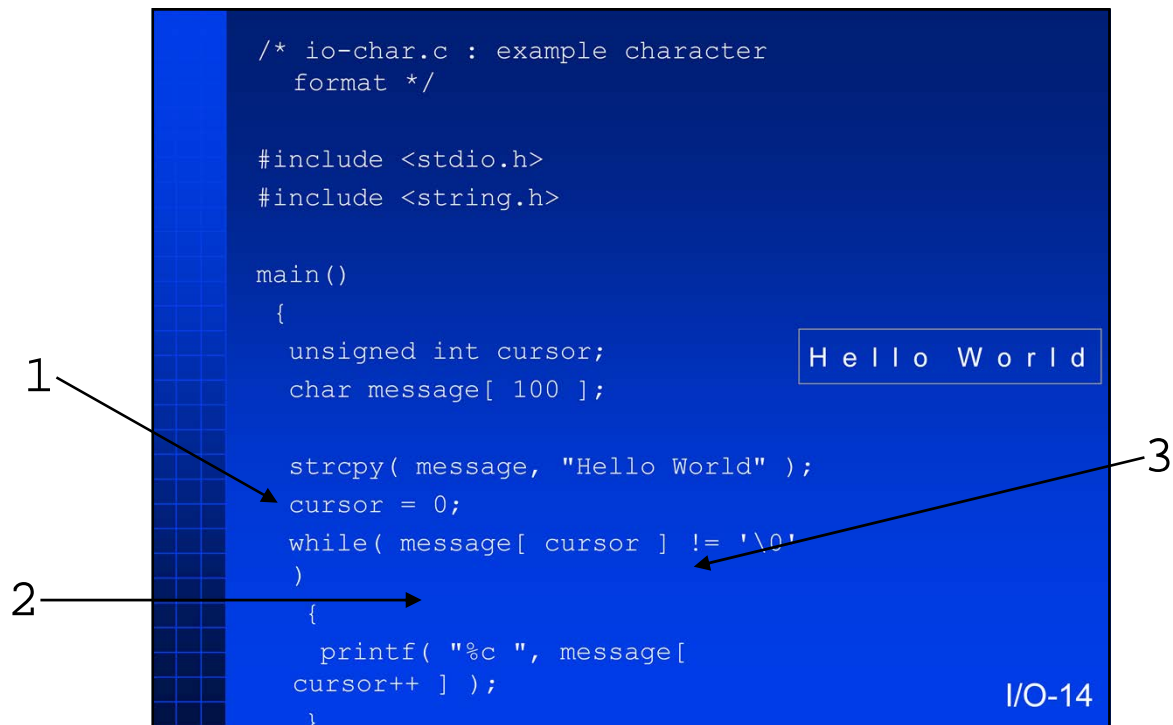 /* io-char.c : example character
format */
#include <stdio.h>
#include <string.h>
main()
{
unsigned int cursor;
char message[ 100 ];
Hello World
strcpy( message, "Hello World" );
cursor = 0;
while( message[ cursor ] != '\0'
)
{
printf( "%c ", message[
cursor++ ] );
}
I/O-14
1
2
3